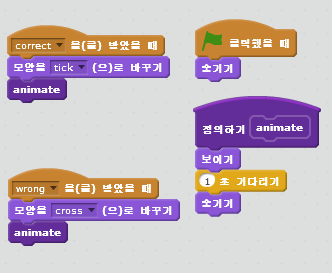 correct 을(를) 받았을 때
모양을 tick (으)로 바꾸기
animate
wrong 을(를) 받았을 때
모양을 cross (으)로 바꾸기
animate
클릭했을 때
숨기기
정의하기 animate
보이기
1 초 기다리기
숨기기